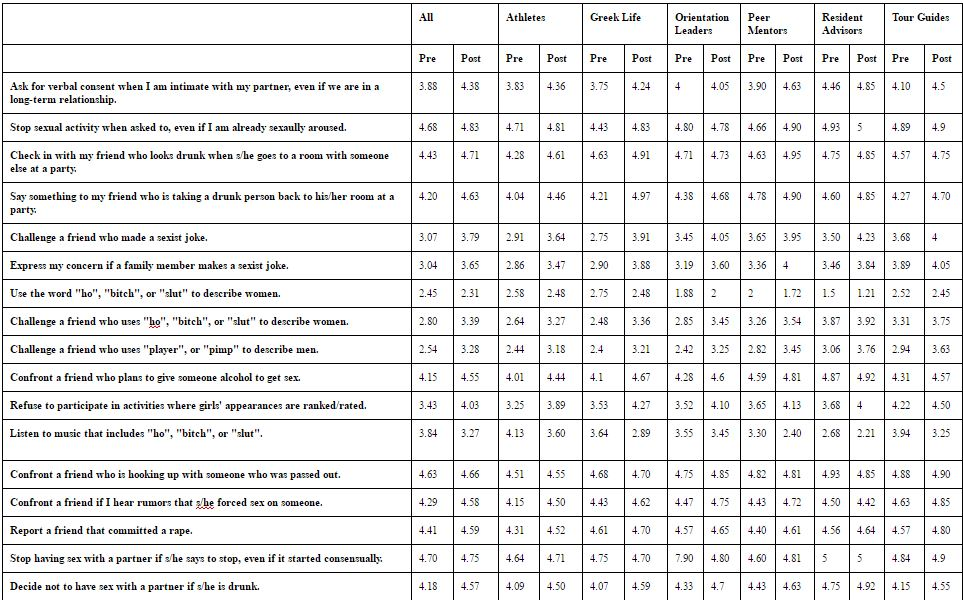 All Athletes Greek Life Orientation Leaders Peer Mentors Resident Advisors Tour Guides
Pre Post Pre Post Pre Post Pre Post Pre Post Pre Post Pre Post
Ask for verbal consent when I am intimate with my partner, even if we are in a
long-term relationship. 3.88 4.38 3.83 4.36 3.75 4.24 4 4.05 3.90 4.63 4.46 4.85 4.10 4.5
Stop sexual activity when asked to, even if I am already sexaully aroused. 4.68 4.83 4.71 4.81 4.43 4.83 4.80 4.78 4.66 4.90 4.93 5 4.89 4.9
Check in with my friend who looks drunk when s/he goes to a room with someone
else at a party. 4.43 4.71 4.28 4.61 4.63 4.91 4.71 4.73 4.63 4.95 4.75 4.85 4.57 4.75
Say something to my friend who is taking a drunk person back to his/her room at a
party. 4.20 4.63 4.04 4.46 4.21 4.97 4.38 4.68 4.78 4.90 4.60 4.85 4.27 4.70
Challenge a friend who made a sexist joke. 3.07 3.79 2.91 3.64 2.75 3.91 3.45 4.05 3.65 3.95 3.50 4.23 3.68 4
Express my concern if a family member makes a sexist joke. 3.04 3.65 2.86 3.47 2.90 3.88 3.19 3.60 3.36 4 3.46 3.84 3.89 4.05
Use the word "ho", "bitch", or "slut" to describe women. 2.45 2.31 2.58 2.48 2.75 2.48 1.88 2 2 1.72 1.5 1.21 2.52 2.45
Challenge a friend who uses "ho", "bitch", or "slut" to describe women. 2.80 3.39 2.64 3.27 2.48 3.36 2.85 3.45 3.26 3.54 3.87 3.92 3.31 3.75
Challenge a friend who uses "player", or "pimp" to describe men. 2.54 3.28 2.44 3.18 2.4 3.21 2.42 3.25 2.82 3.45 3.06 3.76 2.94 3.63
Confront a friend who plans to give someone alcohol to get sex. 4.15 4.55 4.01 4.44 4.1 4.67 4.28 4.6 4.59 4.81 4.87 4.92 4.31 4.57
Refuse to participate in activities where girls' appearances are ranked/rated. 3.43 4.03 3.25 3.89 3.53 4.27 3.52 4.10 3.65 4.13 3.68 4 4.22 4.50
Listen to music that includes "ho", "bitch", or "slut". 3.84 3.27 4.13 3.60 3.64 2.89 3.55 3.45 3.30 2.40 2.68 2.21 3.94 3.25
Confront a friend who is hooking up with someone who was passed out. 4.63 4.66 4.51 4.55 4.68 4.70 4.75 4.85 4.82 4.81 4.93 4.85 4.88 4.90
Confront a friend if I hear rumors that s/he forced sex on someone. 4.29 4.58 4.15 4.50 4.43 4.62 4.47 4.75 4.43 4.72 4.50 4.42 4.63 4.85
Report a friend that committed a rape. 4.41 4.59 4.31 4.52 4.61 4.70 4.57 4.65 4.40 4.61 4.56 4.64 4.57 4.80
Stop having sex with a partner if s/he says to stop, even if it started consensually. 4.70 4.75 4.64 4.71 4.75 4.70 7.90 4.80 4.60 4.81 5 5 4.84 4.9
Decide not to have sex with a partner if s/he is drunk. 4.18 4.57 4.09 4.50 4.07 4.59 4.33 4.7 4.43 4.63 4.75 4.92 4.15 4.55